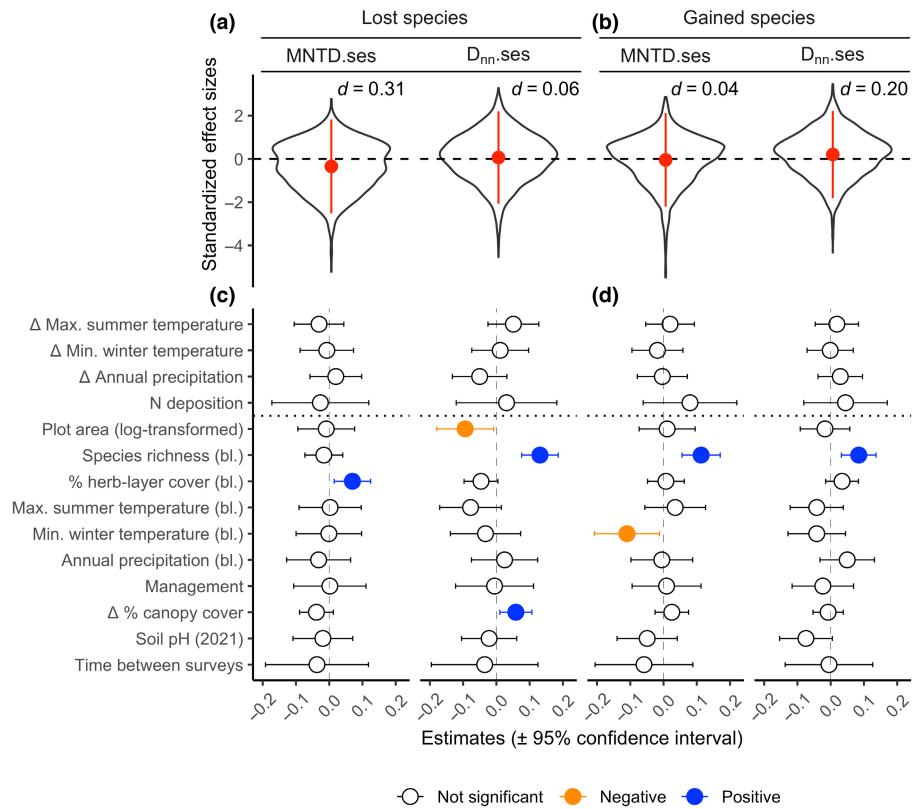 (a) Lost species (b) Gained species
MNTD.ses Dnn.ses MNTD.ses Dnn.ses
d = 0.31 d = 0.06 d = 0.04 d = 0.20
Standardized effect sizes
2
0
−2
−4
(c) (d)
Δ Max. summer temperature
Δ Min. winter temperature
Δ Annual precipitation
N deposition
Plot area (log-transformed)
Species richness (bl.)
% herb-layer cover (bl.)
Max. summer temperature (bl.)
Min. winter temperature (bl.)
Annual precipitation (bl.)
Management
Δ % canopy cover
Soil pH (2021)
Time between surveys
−0.2 −0.1 0.0 0.1 0.2 −0.2 −0.1 0.0 0.1 0.2 −0.2 −0.1 0.0 0.1 0.2 −0.2 −0.1 0.0 0.1 0.2
Estimates (± 95% confidence interval)
Not significant Negative Positive